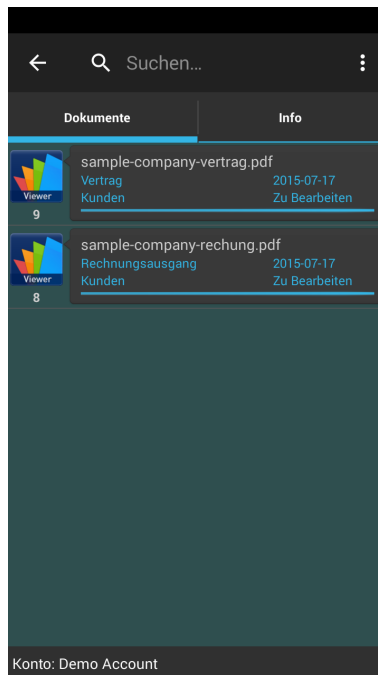 Suchen...
Dokumente Info
sample-company-vertrag.pdf
Vertrag 2015-07-17
Kunden Zu Bearbeiten
Viewer
9
sample-company-rechung.pdf
Rechnungsausgang 2015-07-17
Kunden Zu Bearbeiten
Viewer
8
Konto: Demo Account